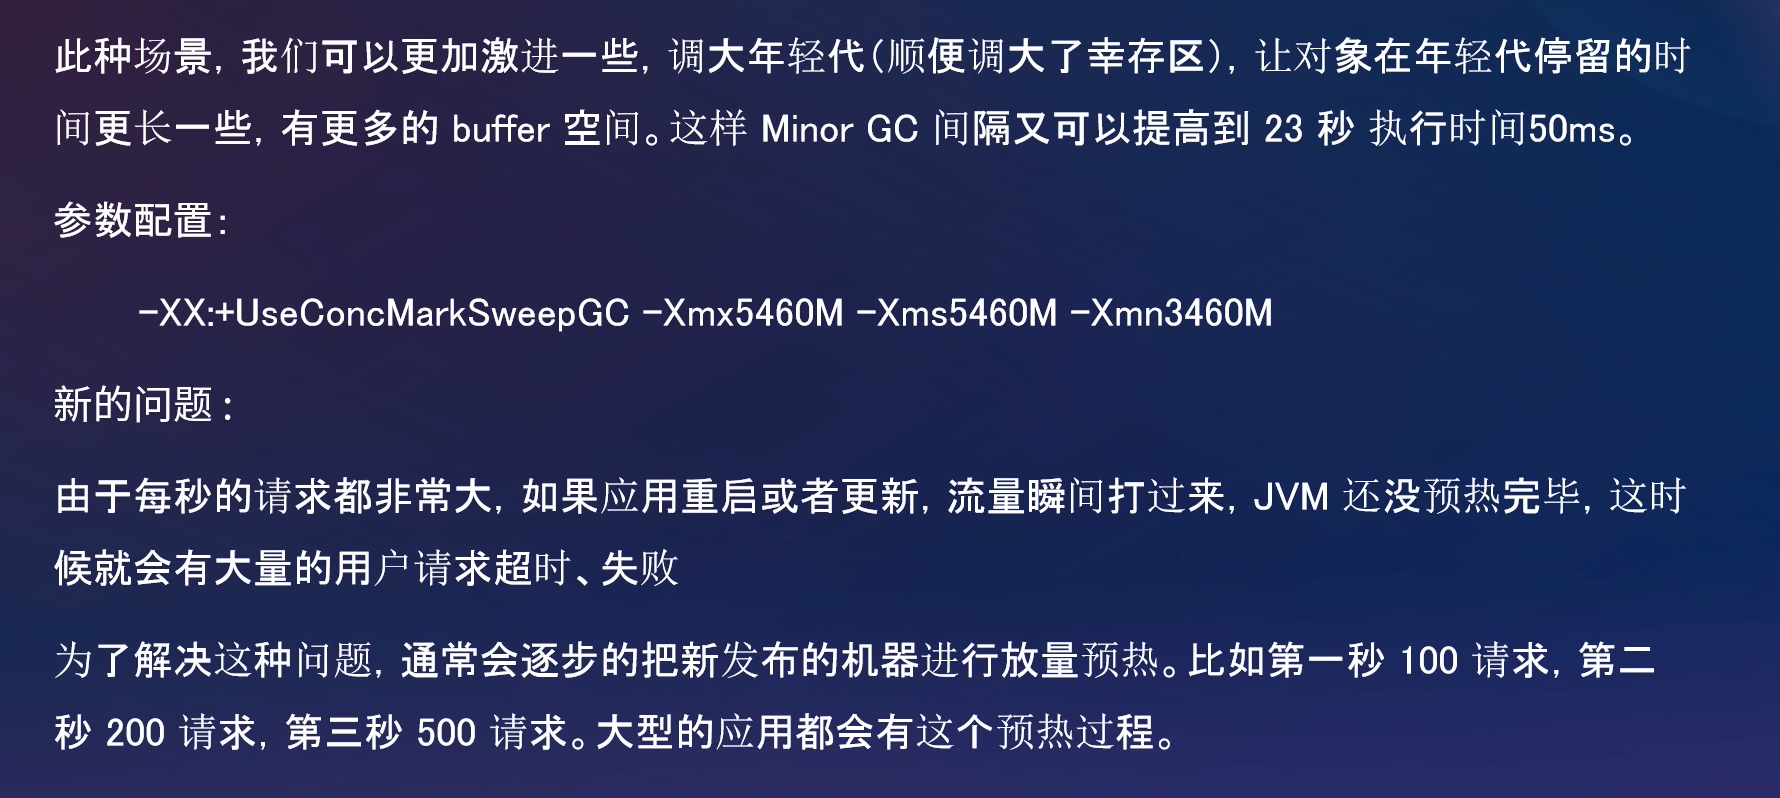 此种场景，我们可以更加激进一些，调大年轻代（顺便调大了幸存区），让对象在年轻代停留的时
间更长一些，有更多的 buffer 空间。这样 Minor GC 间隔又可以提高到 23 秒 执行时间50ms。
参数配置：
-XX:+UseConcMarkSweepGC -Xmx5460M -Xms5460M -Xmn3460M
新的问题：
由于每秒的请求都非常大，如果应用重启或者更新，流量瞬间打过来，JVM 还没预热完毕，这时
候就会有大量的用户请求超时、失败
为了解决这种问题，通常会逐步的把新发布的机器进行放量预热。比如第一秒 100 请求，第二
秒 200 请求，第三秒 500 请求。大型的应用都会有这个预热过程。